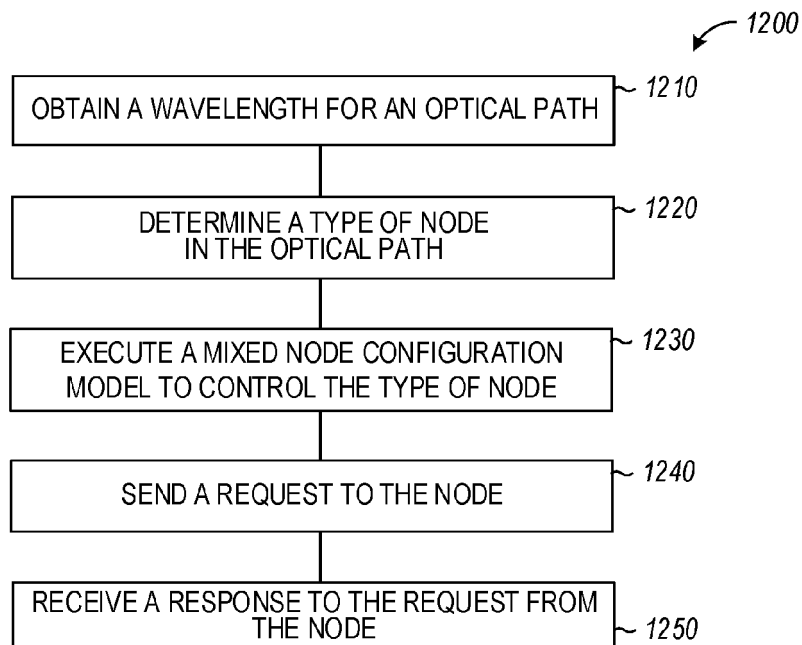 1200
OBTAIN A WAVELENGTH FOR AN OPTICAL PATH
1210
DETERMINE A TYPE OF NODE
IN THE OPTICAL PATH
1220
EXECUTE A MIXED NODE CONFIGURATION
MODEL TO CONTROL THE TYPE OF NODE
1230
SEND A REQUEST TO THE NODE
1240
RECEIVE A RESPONSE TO THE REQUEST FROM
THE NODE
1250